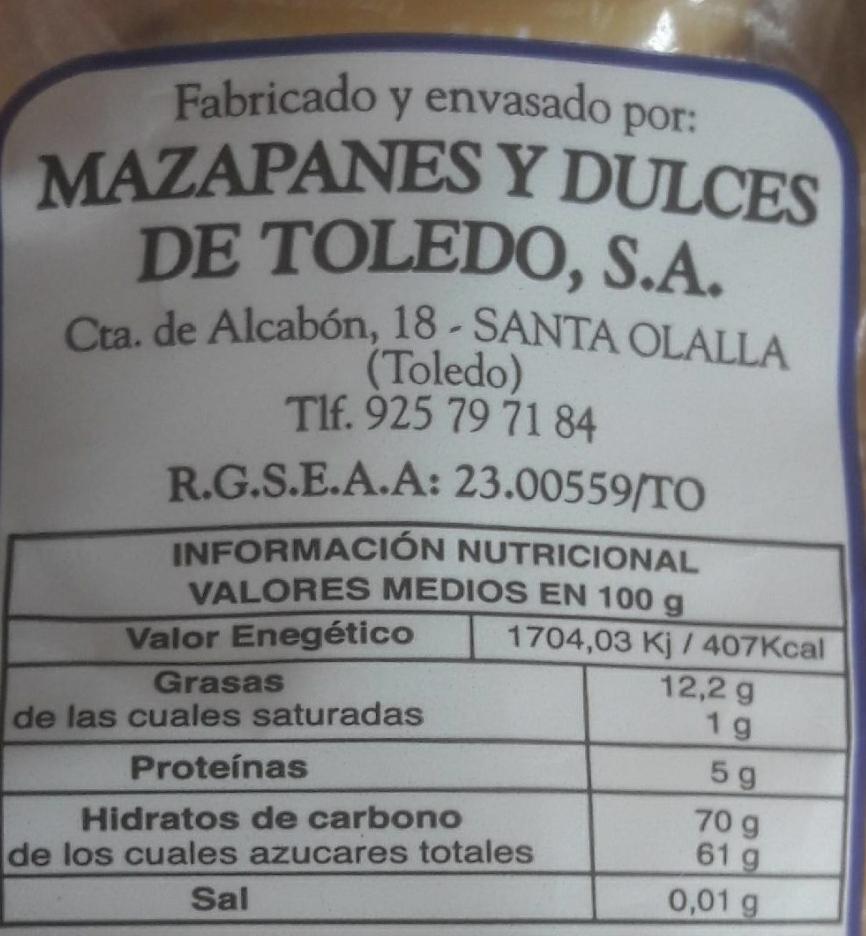 Fabricado y envasado por:
MAZAPANES Y DULCES
DE TOLEDO, S.A.
Cta. de Alcabón, 18 - SANTA OLALLA
(Toledo)
Tlf. 925 79 71 84
R.G.S.E.A.A: 23.00559/TO
INFORMACIÓN NUTRICIONAL
VALORES MEDIOS EN 100 g
Valor Enegético 1704,03 Kj / 407Kcal
Grasas 12,2 g
de las cuales saturadas 1 g
Proteínas 5 g
Hidratos de carbono 70 g
de los cuales azucares totales 61 g
Sal 0,01 g